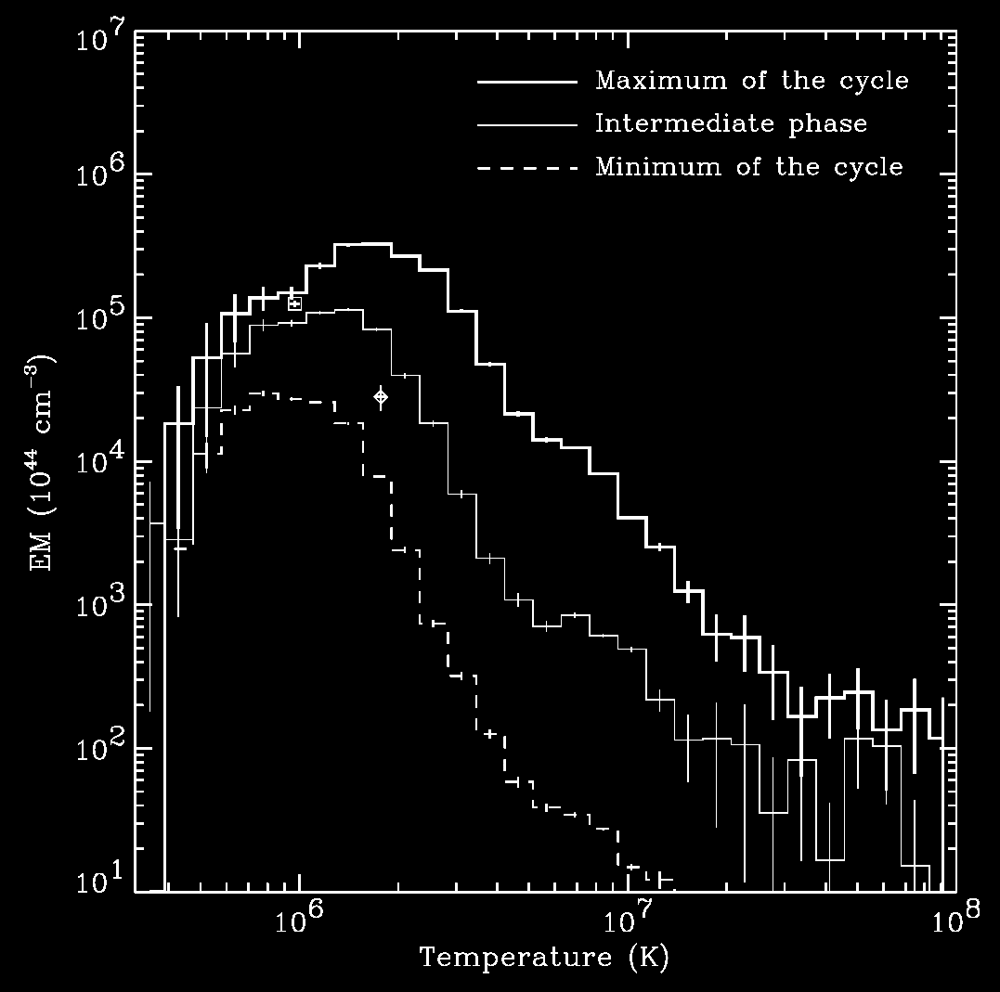 10^7
Maximum of the cycle
Intermediate phase
10^6
Minimum of the cycle
10^5
EM (10^44 cm^-3)
10^4
10^3
10^2
10^1
10^6 10^7 10^8
Temperature (K)